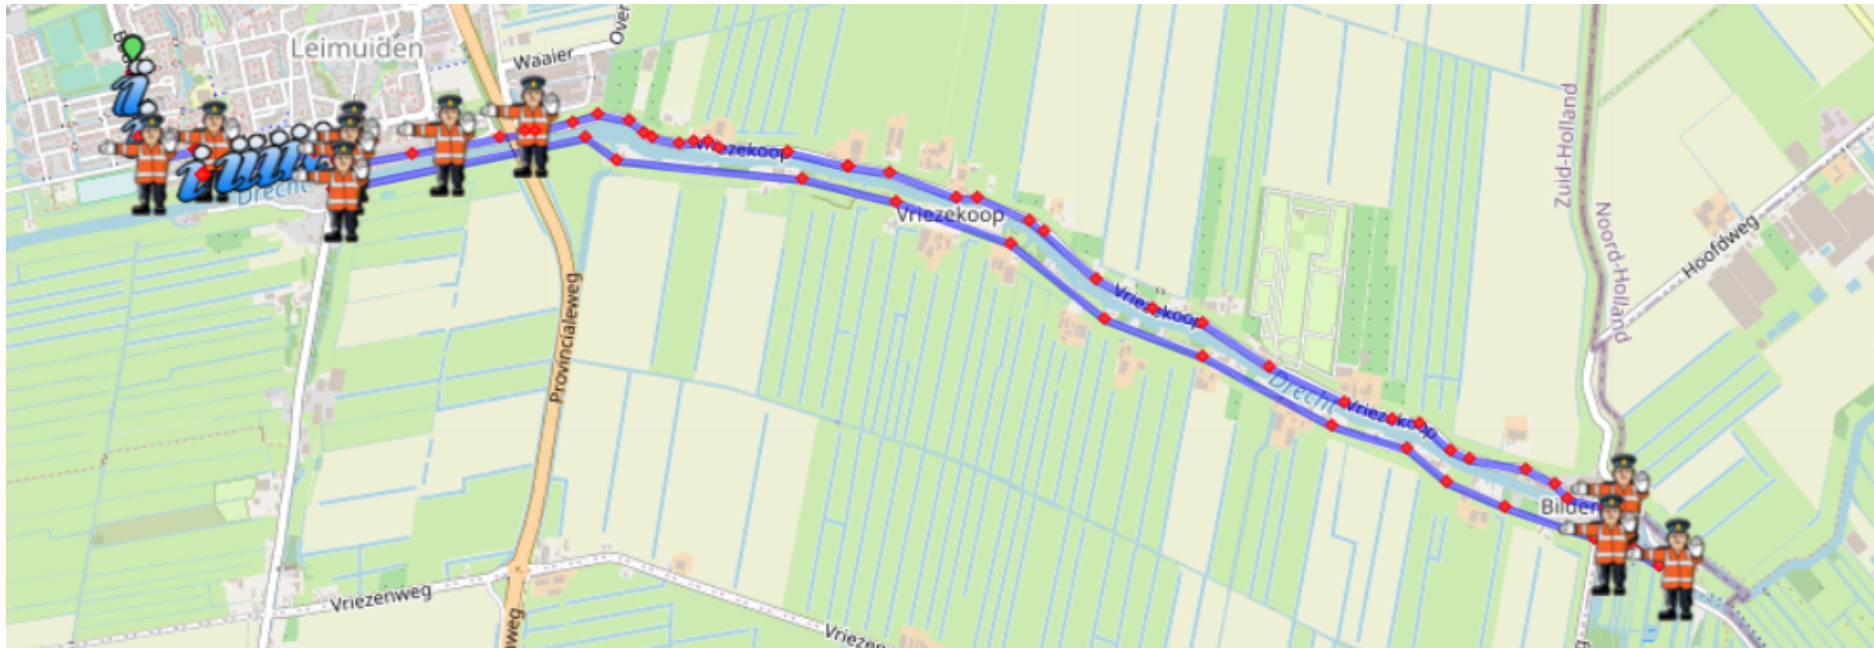 Leimuiden
Waaier
Over
Drecht
Vriezekoop
Vriezekoop
Zuid-Holland
Noord-Holland
Hoofdweg
Vriezekoop
Provincialeweg
Drecht
Vriezekoop
Bilder
Vriezenweg
weg
Vriezen